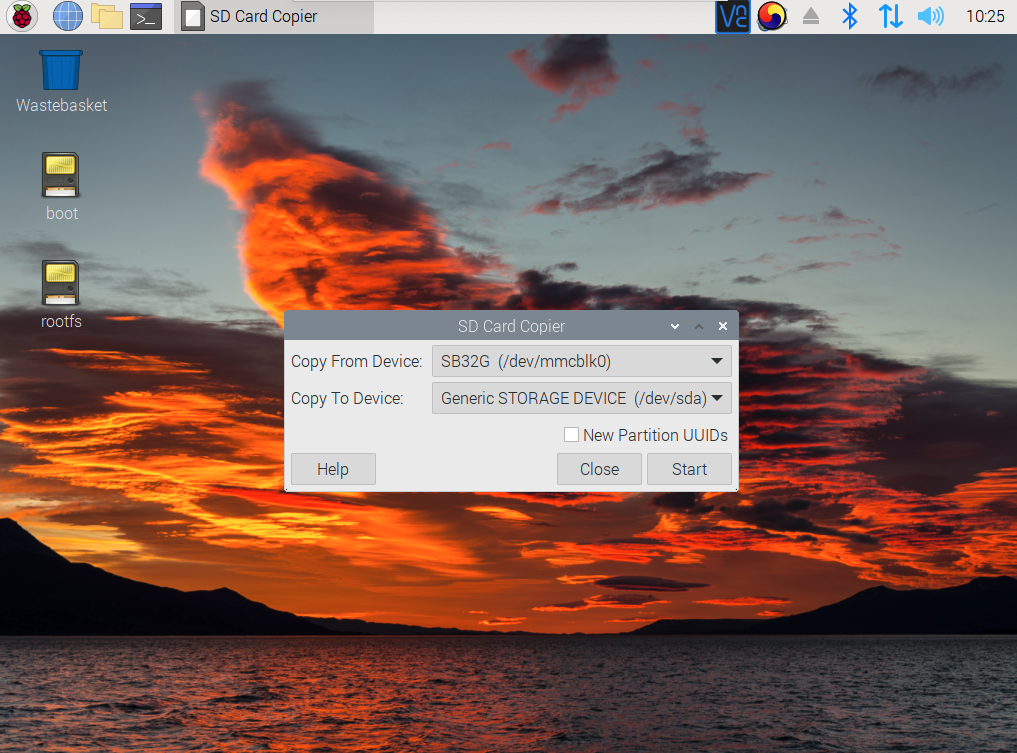 SD Card Copier
10:25
Wastebasket
boot
rootfs
SD Card Copier
Copy From Device: SB32G (/dev/mmcblk0)
Copy To Device: Generic STORAGE DEVICE (/dev/sda)
New Partition UUIDs
Help Close Start